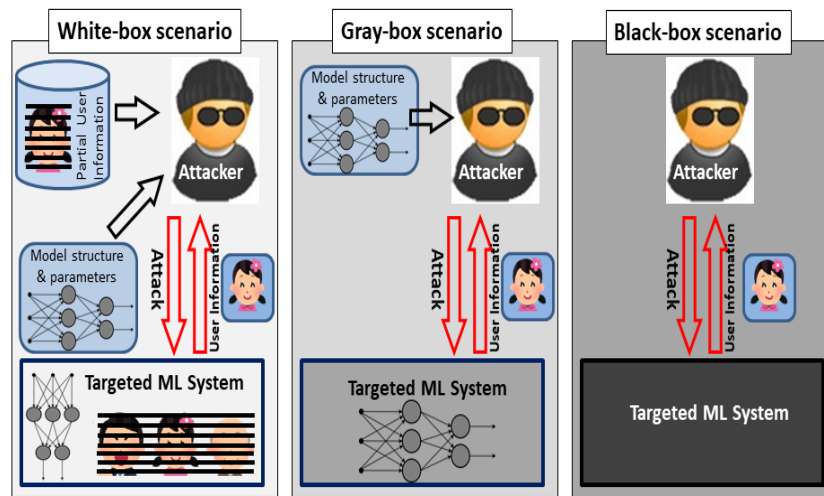 White-box scenario
Partial User
Information
Attacker
Model structure
& parameters
Attack
User Information
Targeted ML System
Gray-box scenario
Model structure
& parameters
Attacker
Attack
User Information
Targeted ML System
Black-box scenario
Attacker
Attack
User Information
Targeted ML System